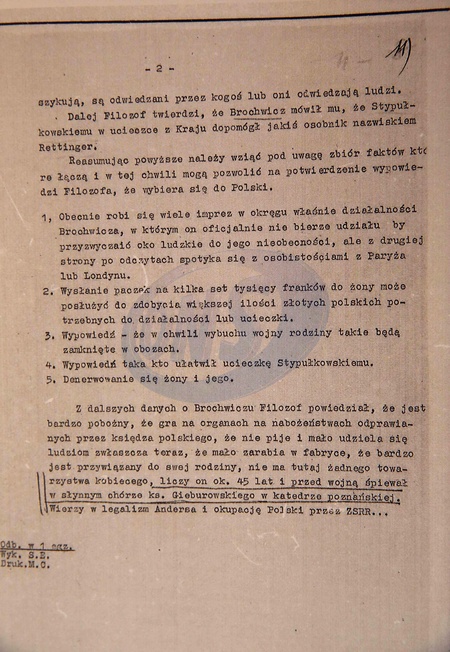 - 2 -
szykują, są odwiedzani przez kogoś lub oni odwiedzają ludzi.
Dalej Filozof twierdzi, że Brochwicz mówił mu, że Stypuł-
kowskiemu w ucieczce z Kraju dopomógł jakiś osobnik nazwiskiem
Rettinger.
Reasumując powyższe należy wziąć pod uwagę zbiór faktów któ
re łączą i w tej chwili mogą pozwolić na potwierdzenie wypowie-
dzi Filozofa, że wybiera się do Polski.
1, Obecnie robi się wiele imprez w okręgu właśnie działalności
Brochwicza, w którym on oficjalnie nie bierze udziału by
przyzwyczaić oko ludzkie do jego nieobecności, ale z drugiej
strony po odczytach spotyka się z osobistościami z Paryża
lub Londynu.
2. Wysłanie paczek na kilka set tysięcy franków do żony może
posłużyć do zdobycia większej ilości złotych polskich po-
trzebnych do działalności lub ucieczki.
3. Wypowiedź - że w chwili wybuchu wojny rodziny takie będą
zamknięte w obozach.
4. Wypowiedź taka kto ułatwił ucieczkę Stypułkowskiemu.
5. Denerwowanie się żony i jego.
Z dalszych danych o Brochwiczu Filozof powiedział, że jest
bardzo pobożny, że gra na organach na nabożeństwach odprawia-
nych przez księdza polskiego, że nie pije i mało udziela się
ludziom zwłaszcza teraz, że mało zarabia w fabryce, że bardzo
jest przywiązany do swej rodziny, nie ma tutaj żadnego towa-
rzystwa kobiecego, liczy on ok. 45 lat i przed wojną śpiewał
w słynnym chórze ks. Gieburowskiego w katedrze poznańskiej.
Wierzy w legalizm Andersa i okupację Polski przez ZSRR...
Odb. w 1 egz.
Wyk. S.E.
Druk.M.C.